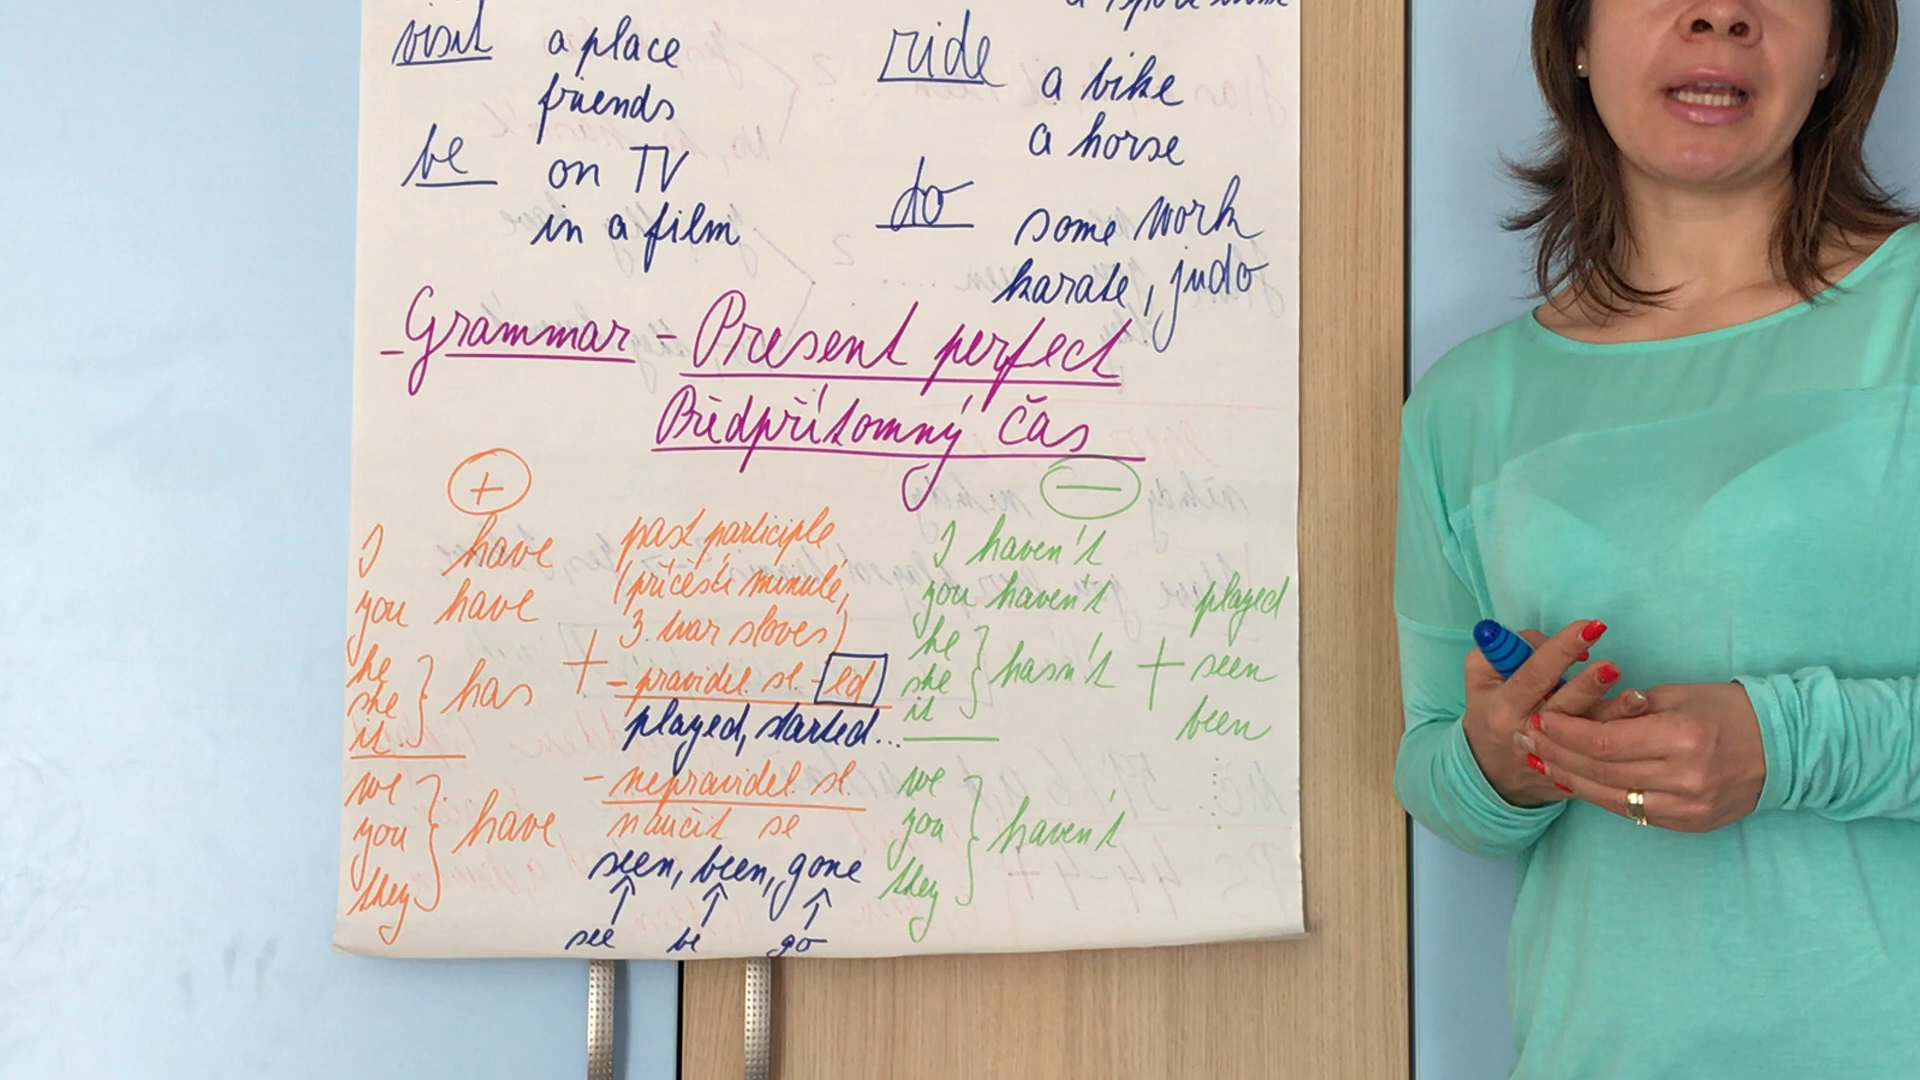 visit a place
friends
be on TV
in a film
ride a bike
a horse
do some work
karate, judo
- Grammar - Present perfect
Předpřítomný čas
+
I have
you have
he
she
it
has
we
you
they
have
+
past participle
(příčestí minulé,
3. tvar slovesa)
- pravidel. sl. -ed
played, started...
- nepravidel. sl.
naučit se
seen, been, gone
see be go
—
I haven't
you haven't
he
she
it
hasn't
we
you
they
haven't
+
played
seen
been